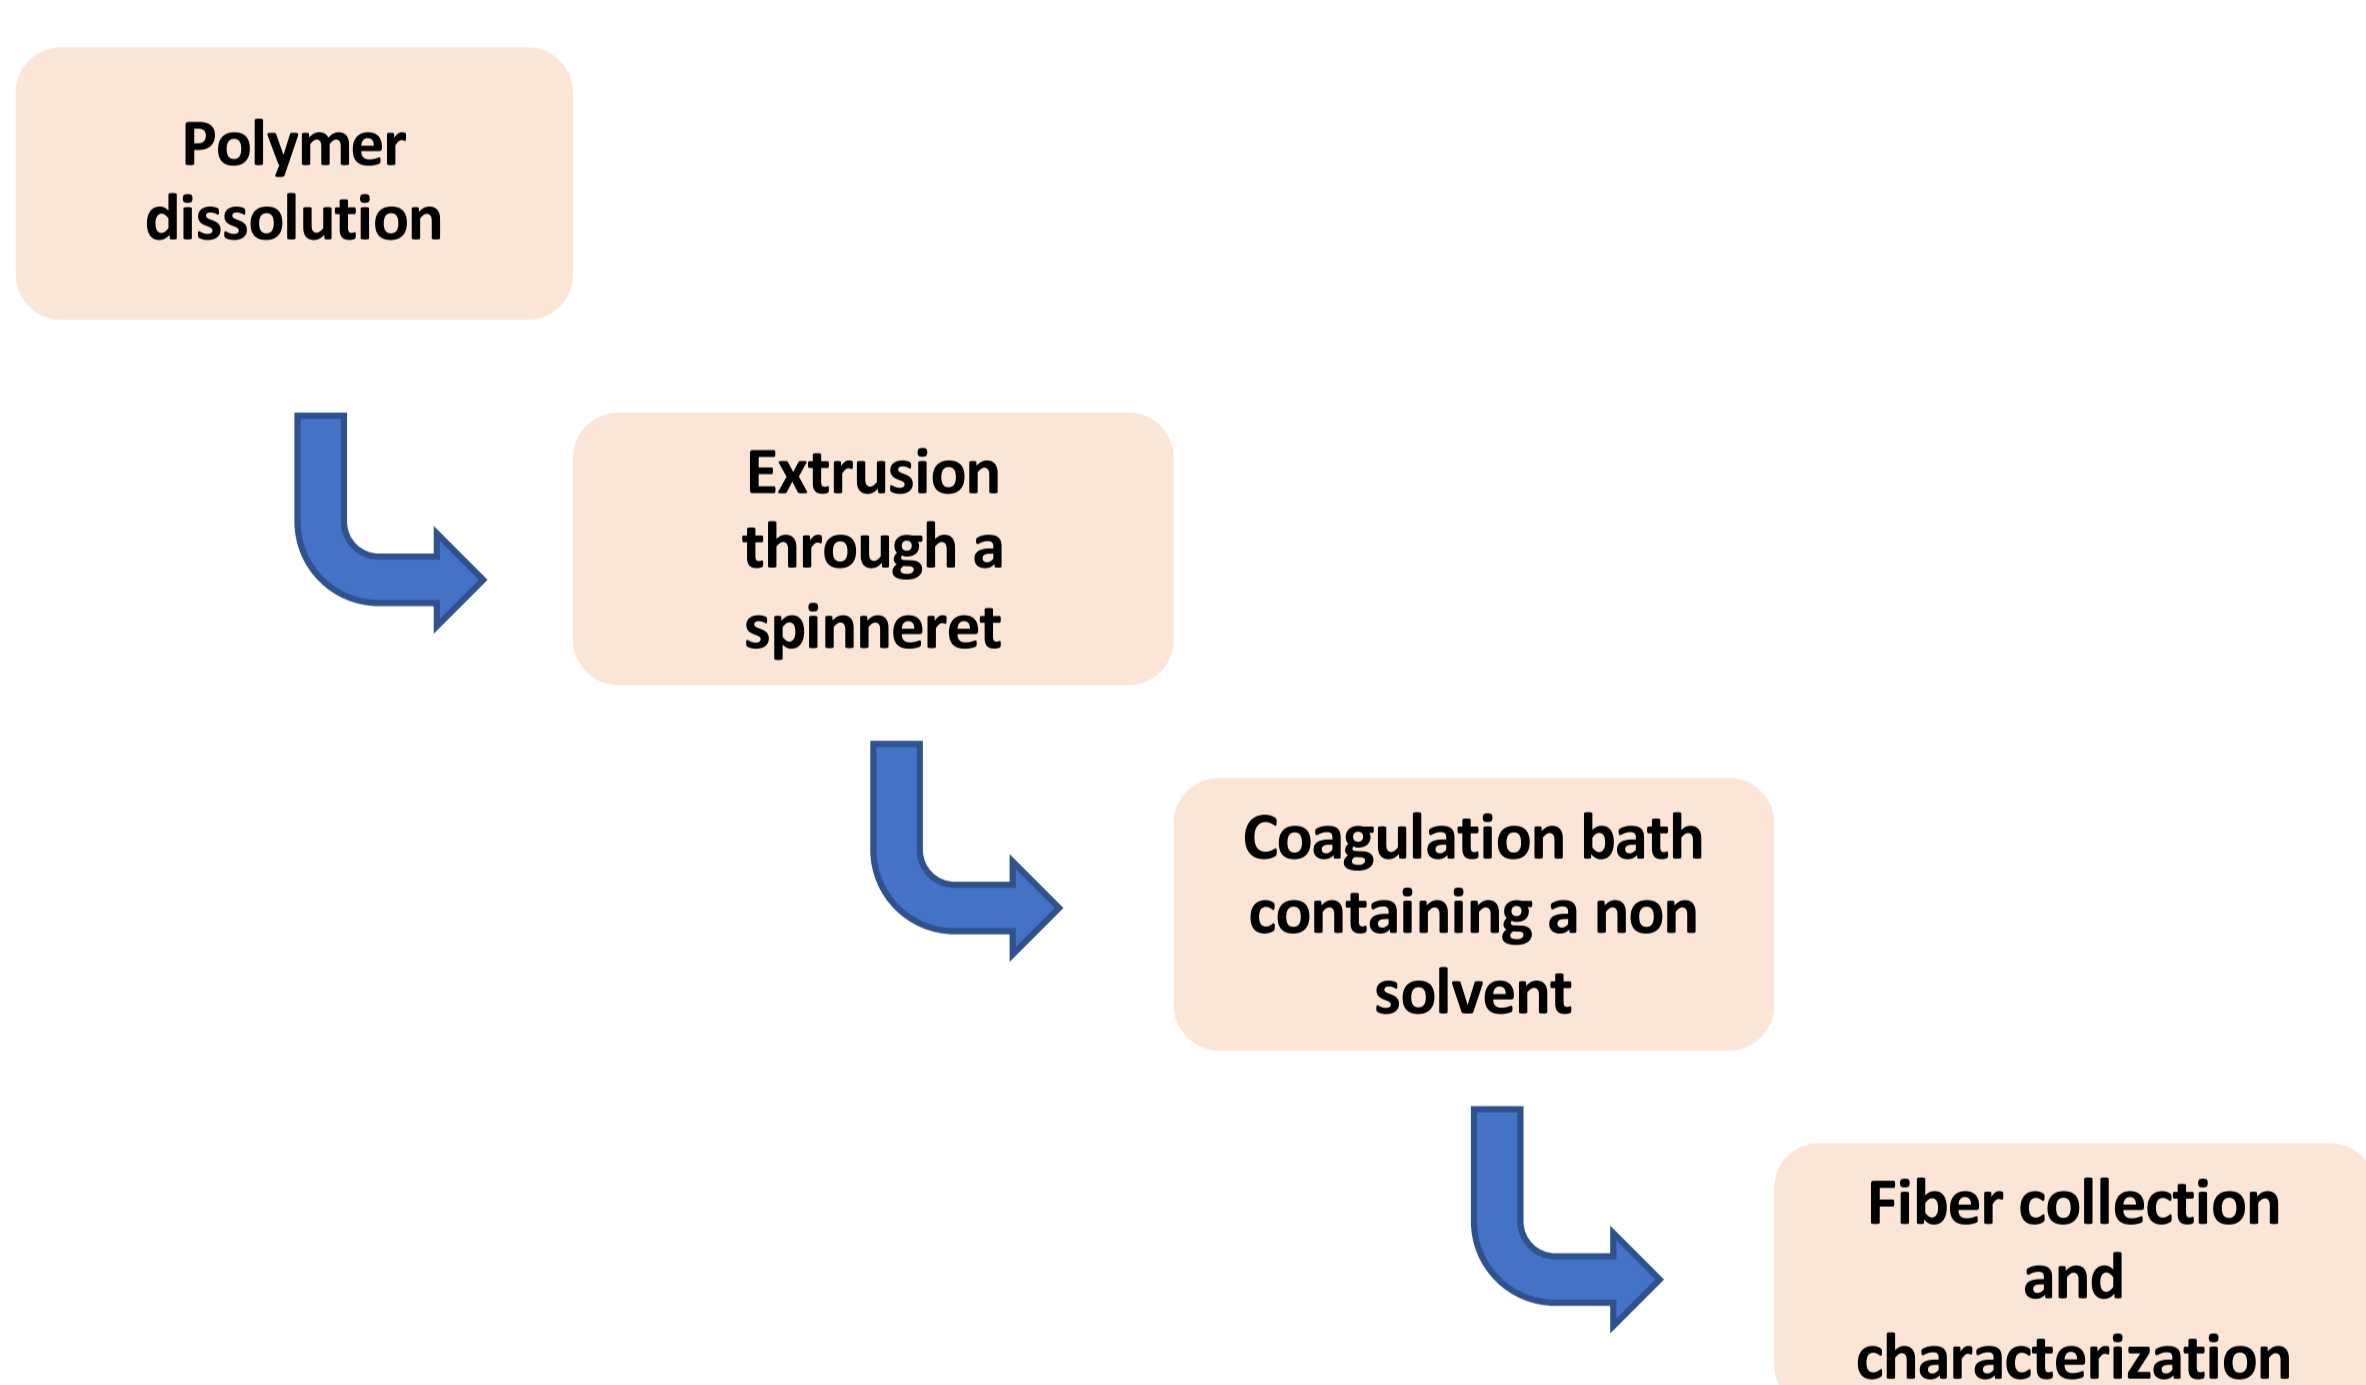 Polymer
dissolution
Extrusion
through a
spinneret
Coagulation bath
containing a non
solvent
Fiber collection
and
characterization